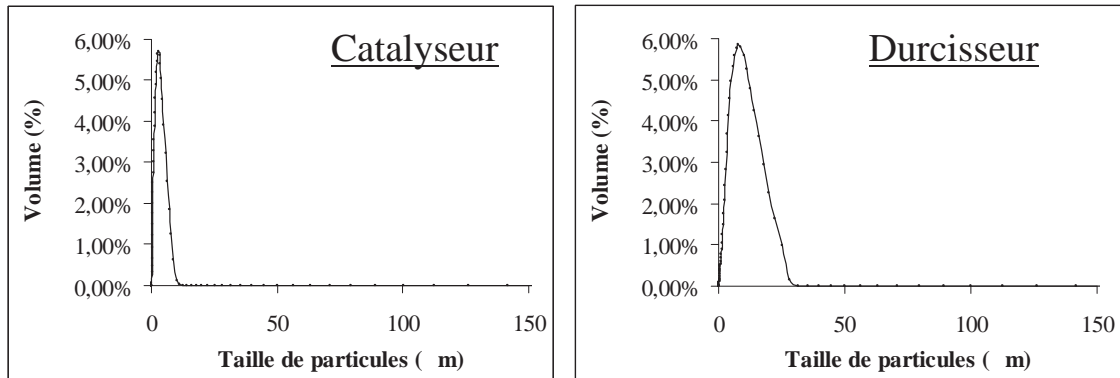 Catalyseur
6,00%
5,00%
4,00%
3,00%
2,00%
1,00%
0,00%
Volume (%)
0 50 100 150
Taille de particules ( m)
Durcisseur
6,00%
5,00%
4,00%
3,00%
2,00%
1,00%
0,00%
Volume (%)
0 50 100 150
Taille de particules ( m)